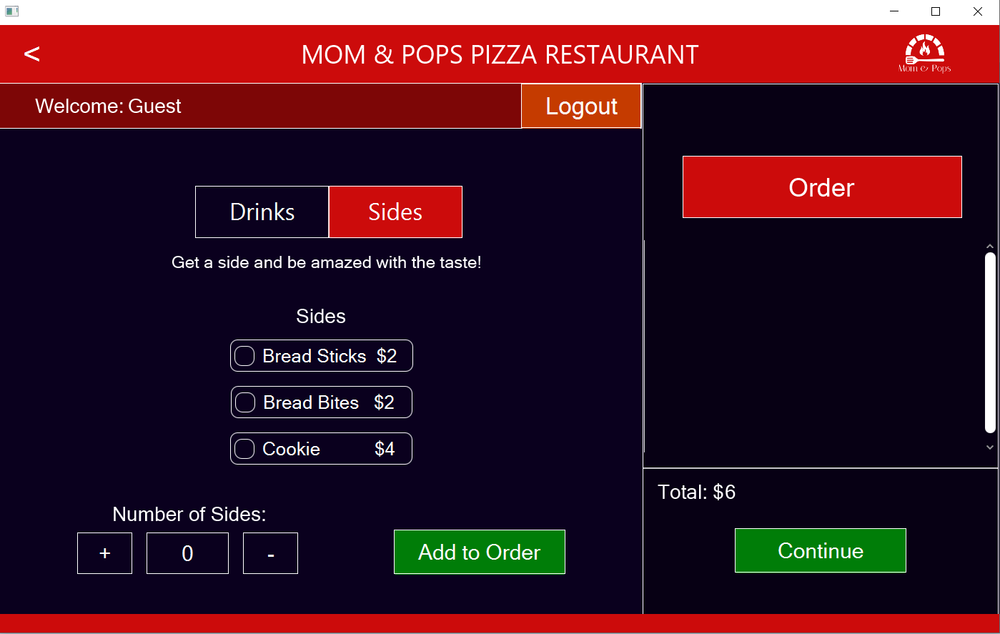 <
MOM & POPS PIZZA RESTAURANT
Mom & Pops
Welcome: Guest
Logout
Order
Drinks
Sides
Get a side and be amazed with the taste!
Sides
Bread Sticks $2
Bread Bites $2
Cookie $4
Number of Sides:
+
0
-
Add to Order
Total: $6
Continue